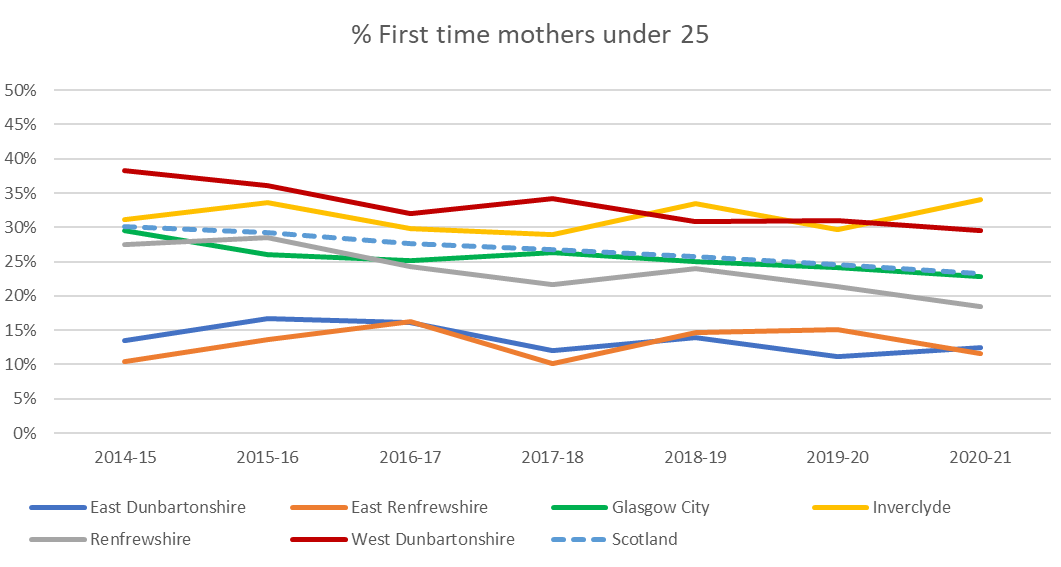 % First time mothers under 25
50%
45%
40%
35%
30%
25%
20%
15%
10%
5%
0%
2014-15 2015-16 2016-17 2017-18 2018-19 2019-20 2020-21
East Dunbartonshire East Renfrewshire Glasgow City Inverclyde
Renfrewshire West Dunbartonshire Scotland